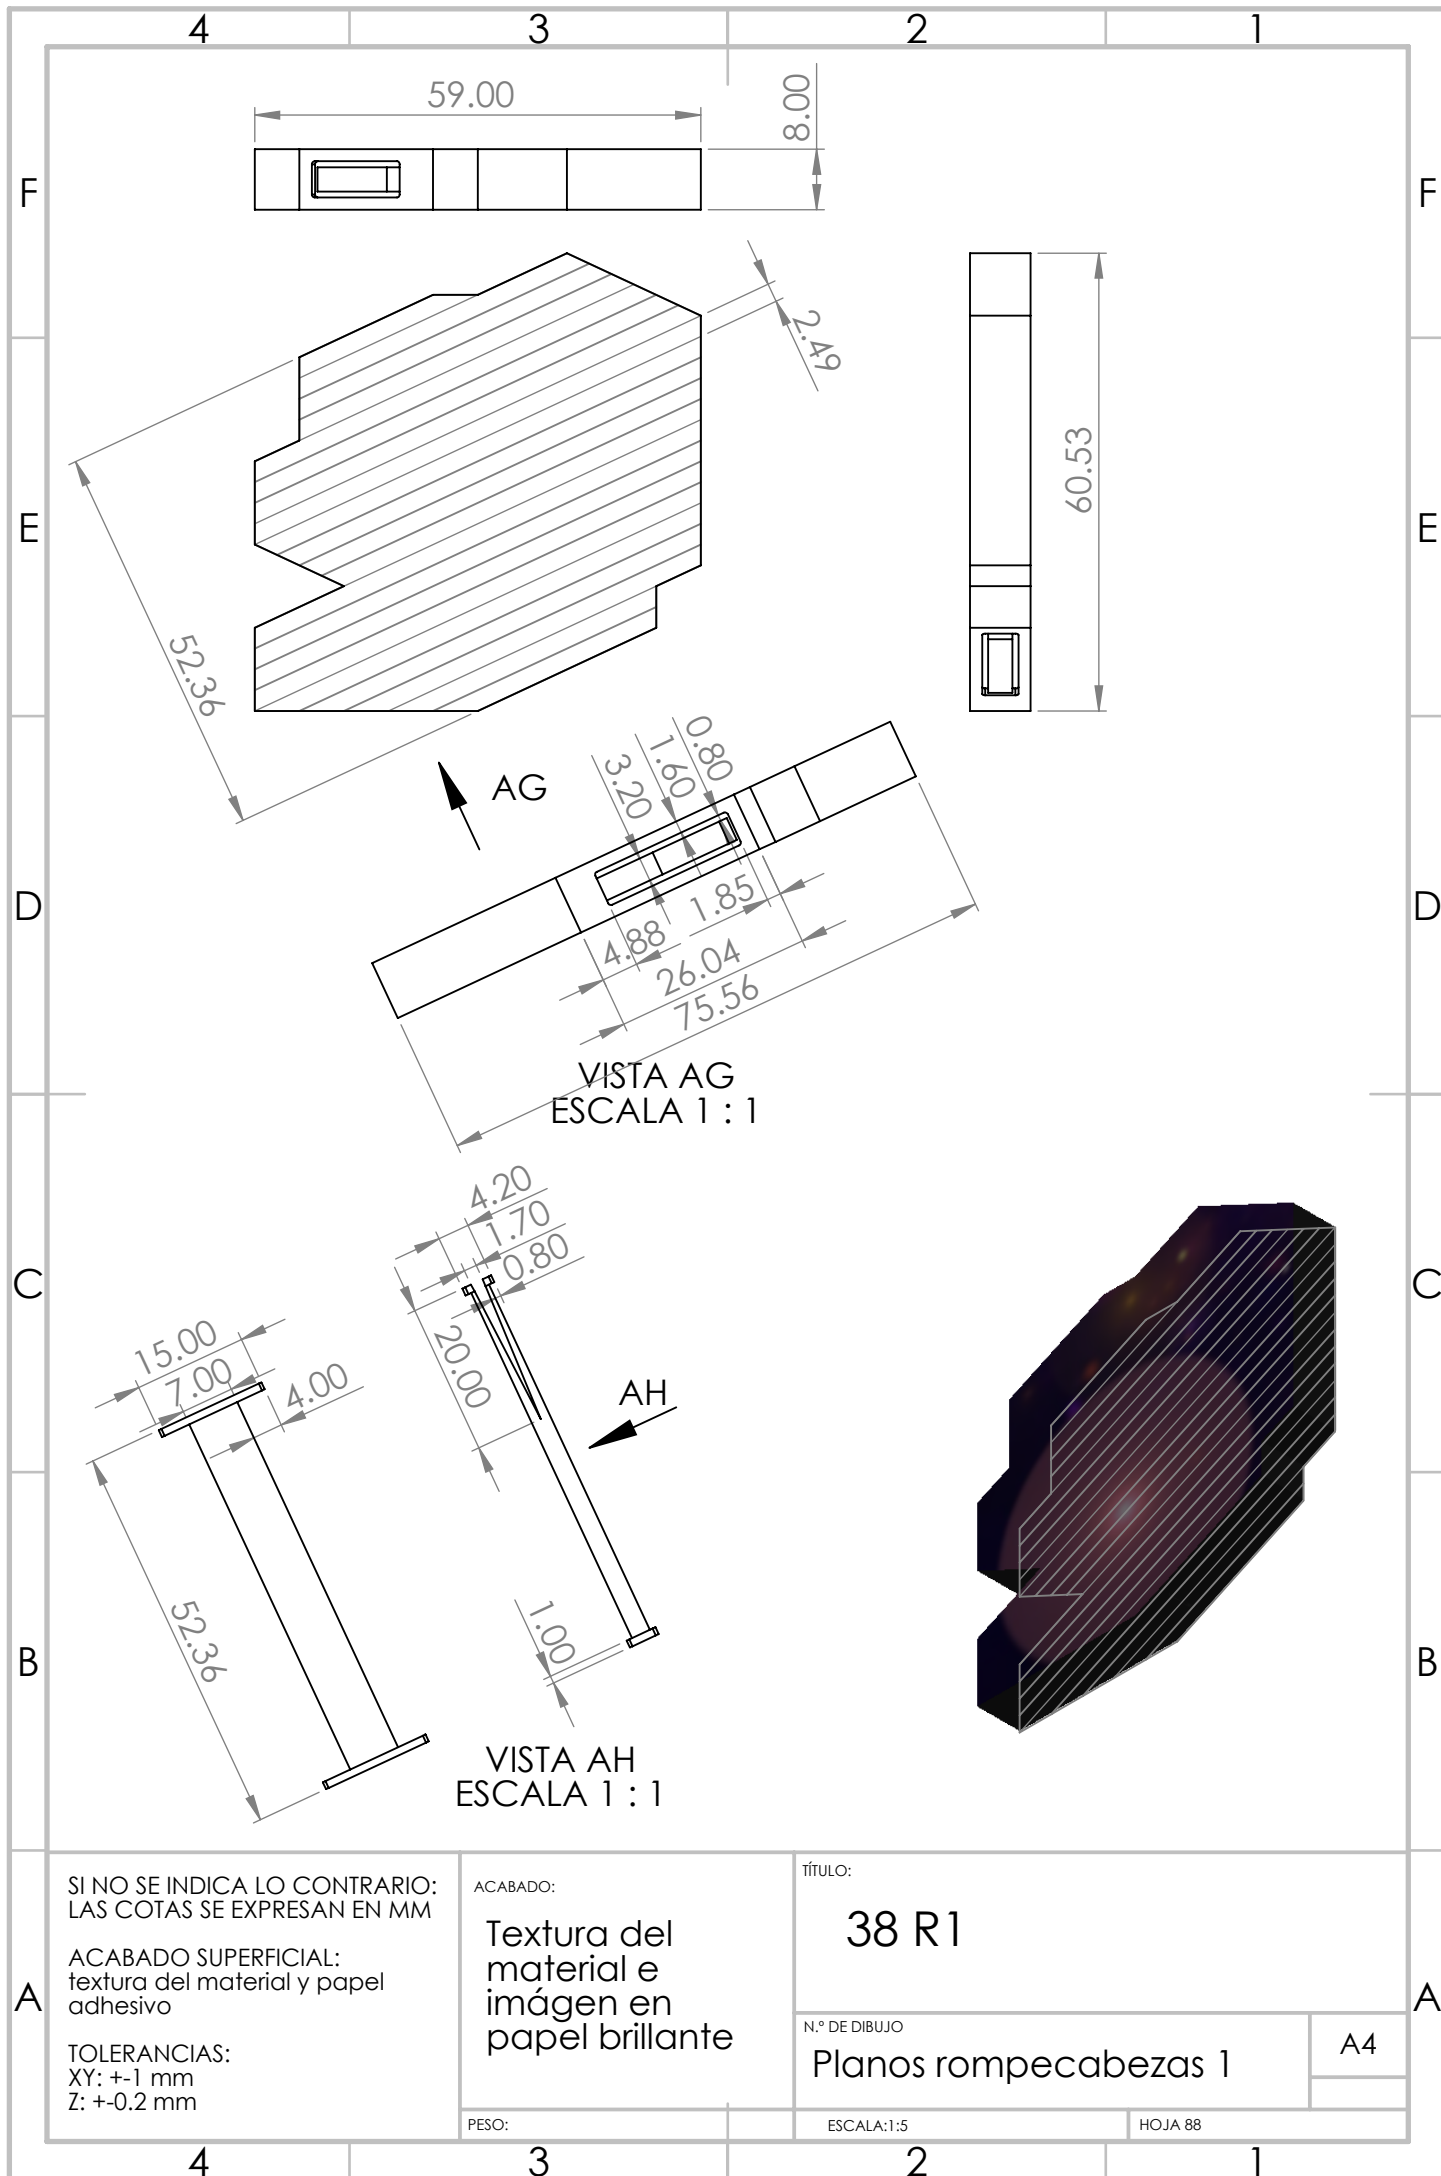 4
3
2
1
F
F
E
E
D
D
C
C
B
B
A
A
59.00
8.00
2.49
60.53
52.36
AG
0.80
1.60
3.20
1.85
4.88
26.04
75.56
VISTA AG
ESCALA 1 : 1
4.20
1.70
0.80
20.00
AH
15.00
7.00
4.00
52.36
1.00
VISTA AH
ESCALA 1 : 1
SI NO SE INDICA LO CONTRARIO:
LAS COTAS SE EXPRESAN EN MM
ACABADO SUPERFICIAL:
textura del material y papel
adhesivo
TOLERANCIAS:
XY: +-1 mm
Z: +-0.2 mm
ACABADO:
Textura del
material e
imágen en
papel brillante
PESO:
TÍTULO:
38 R1
N.º DE DIBUJO
Planos rompecabezas 1
A4
ESCALA:1:5
HOJA 88
4
3
2
1